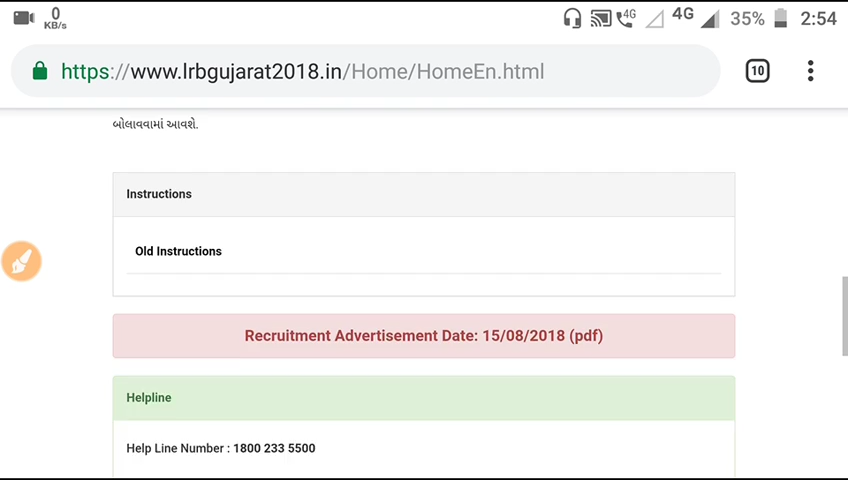 0
KB/s
4G
4G
35%
2:54
https://www.lrbgujarat2018.in/Home/HomeEn.html
10
બોલાવવામાં આવશે.
Instructions
Old Instructions
Recruitment Advertisement Date: 15/08/2018 (pdf)
Helpline
Help Line Number : 1800 233 5500